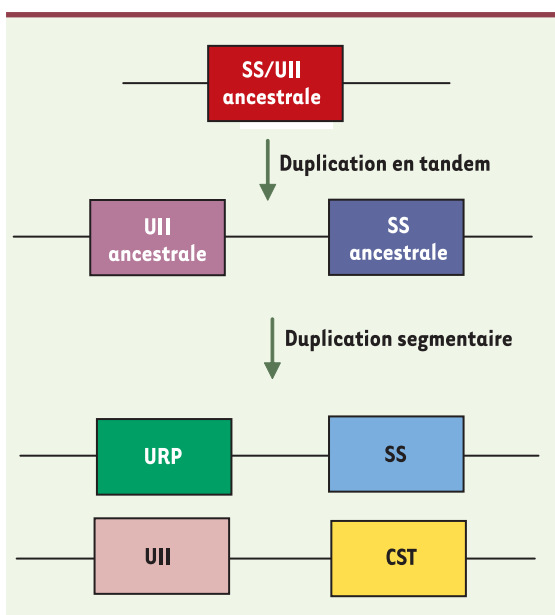 SS/UII
ancestrale
Duplication en tandem
UII
ancestrale
SS
ancestrale
Duplication segmentaire
URP
SS
UII
CST